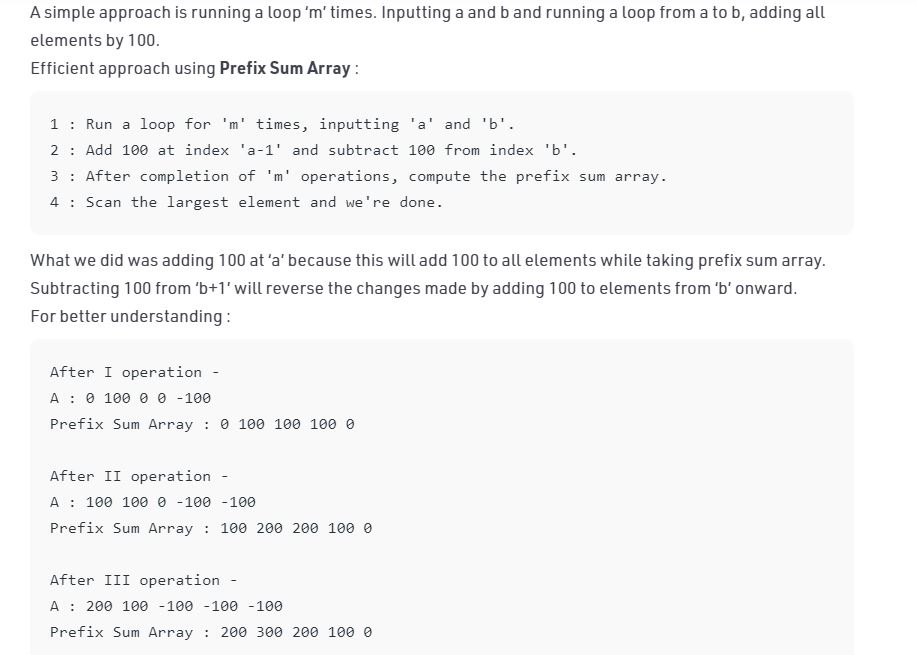 A simple approach is running a loop ‘m’ times. Inputting a and b and running a loop from a to b, adding all
elements by 100.
Efficient approach using Prefix Sum Array :
1 : Run a loop for 'm' times, inputting 'a' and 'b'.
2 : Add 100 at index 'a-1' and subtract 100 from index 'b'.
3 : After completion of 'm' operations, compute the prefix sum array.
4 : Scan the largest element and we're done.
What we did was adding 100 at ‘a’ because this will add 100 to all elements while taking prefix sum array.
Subtracting 100 from ‘b+1’ will reverse the changes made by adding 100 to elements from ‘b’ onward.
For better understanding :
After I operation -
A : 0 100 0 0 -100
Prefix Sum Array : 0 100 100 100 0
After II operation -
A : 100 100 0 -100 -100
Prefix Sum Array : 100 200 200 100 0
After III operation -
A : 200 100 -100 -100 -100
Prefix Sum Array : 200 300 200 100 0